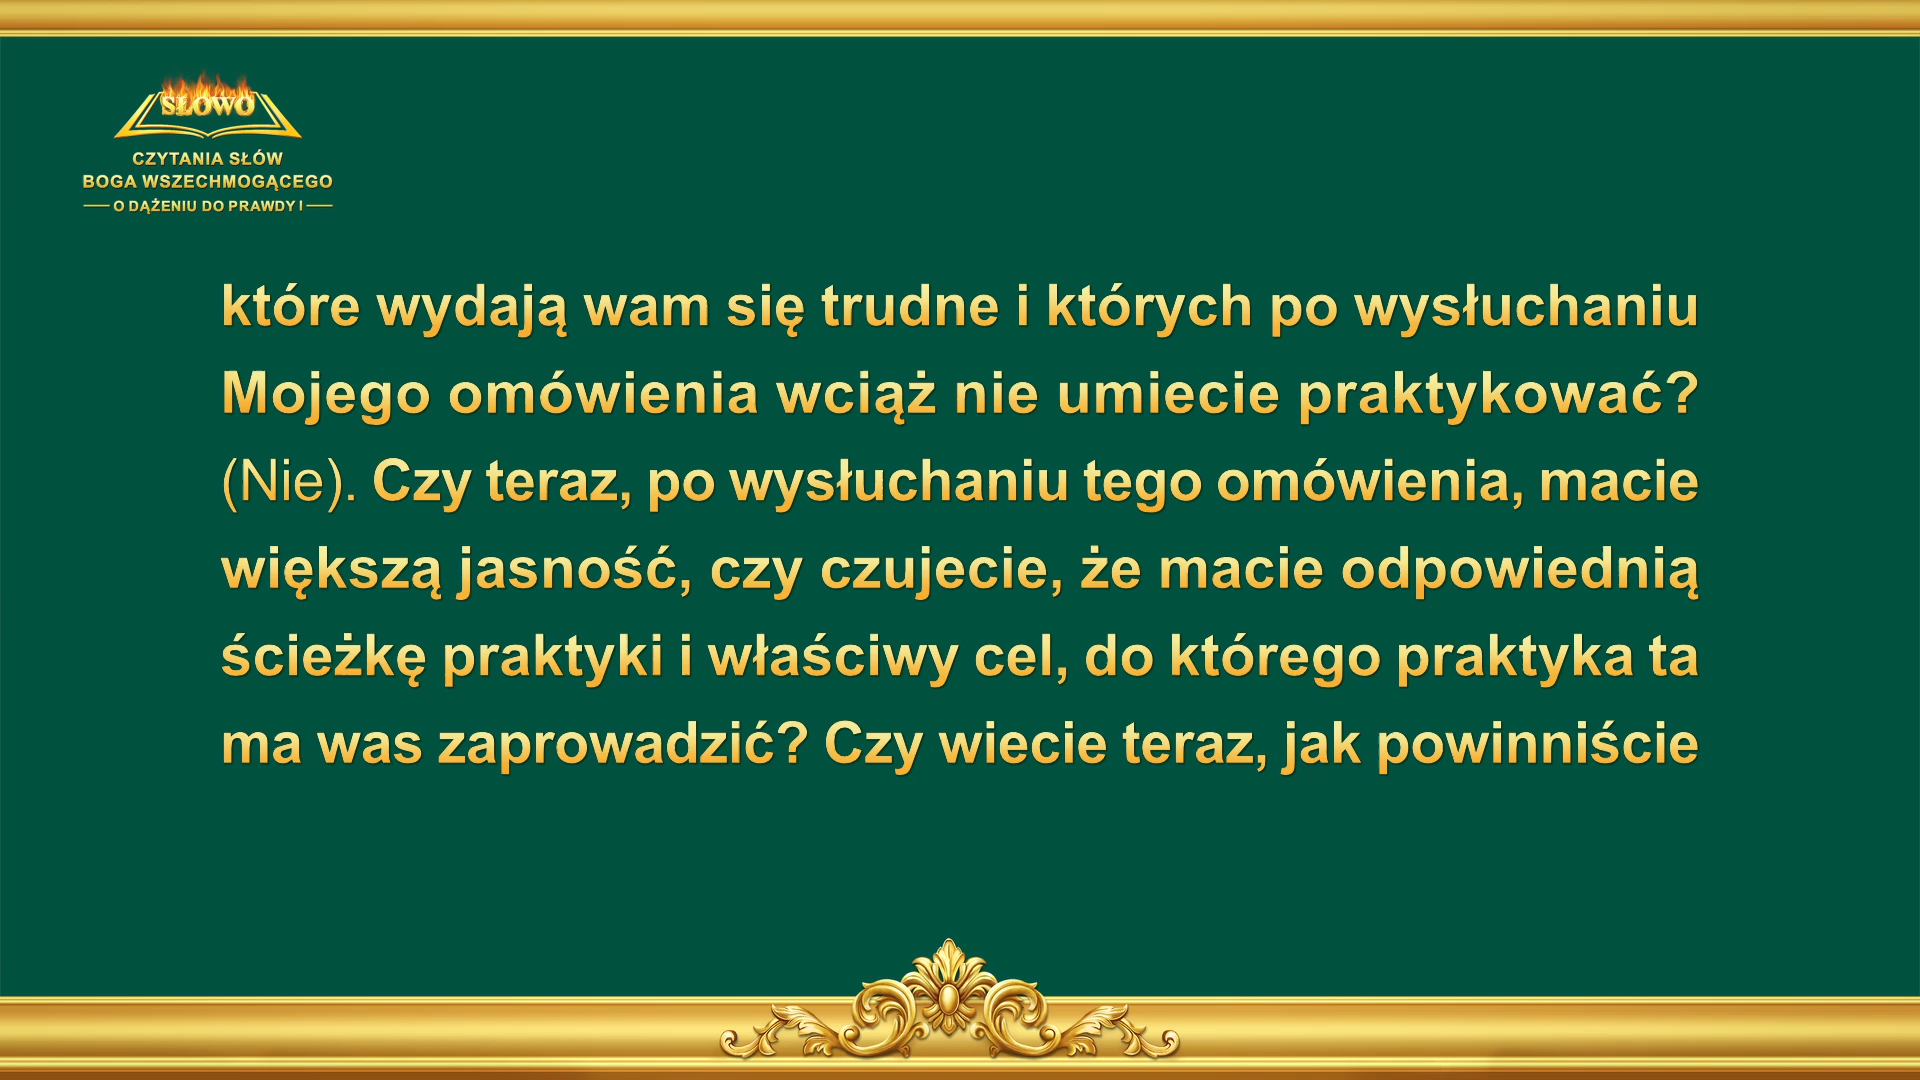 SŁOWO
CZYTANIA SŁÓW
BOGA WSZECHMOGĄCEGO
O DĄŻENIU DO PRAWDY I
które wydają wam się trudne i których po wysłuchaniu
Mojego omówienia wciąż nie umiecie praktykować?
(Nie). Czy teraz, po wysłuchaniu tego omówienia, macie
większą jasność, czy czujecie, że macie odpowiednią
ścieżkę praktyki i właściwy cel, do którego praktyka ta
ma was zaprowadzić? Czy wiecie teraz, jak powinniście